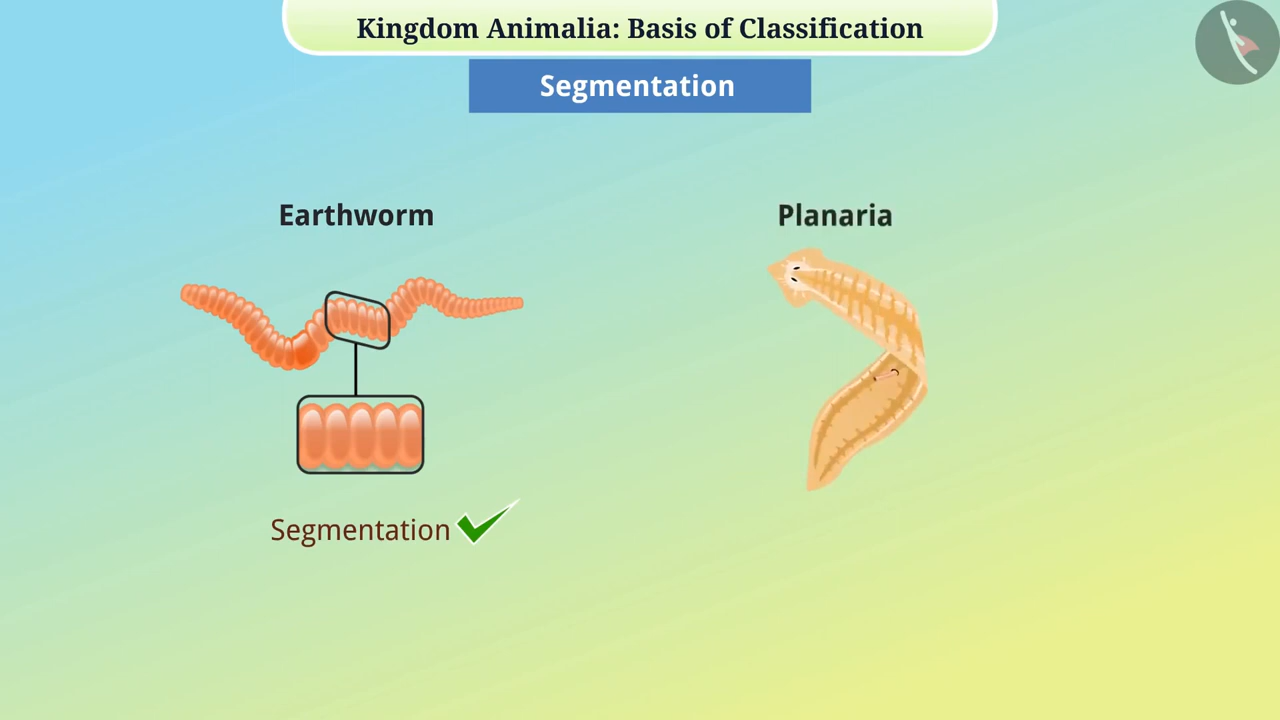 Kingdom Animalia: Basis of Classification
Segmentation
Earthworm
Planaria
Segmentation